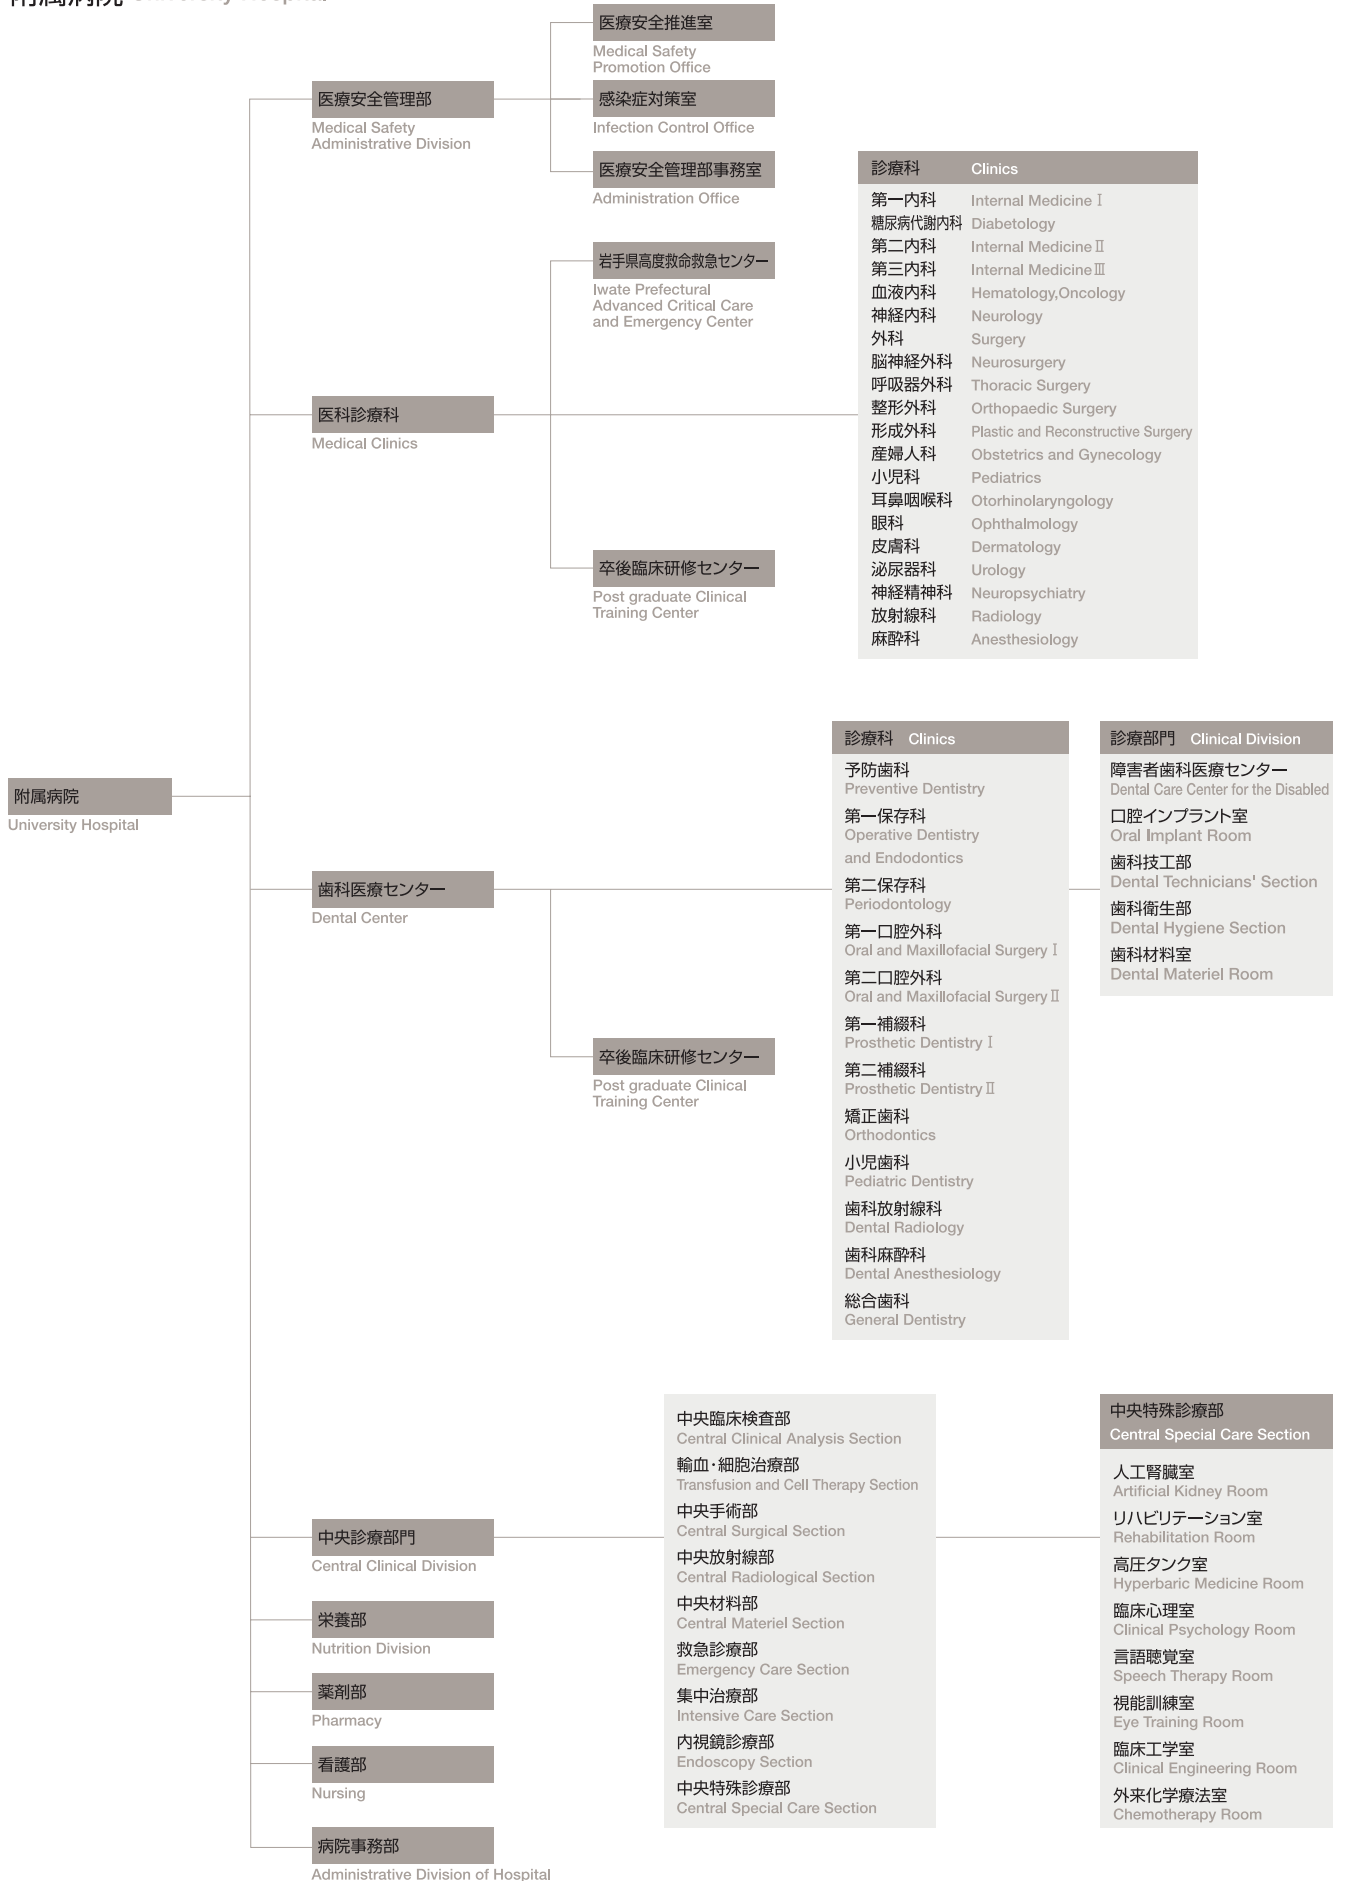 附属病院 University Hospital
医療安全推進室
Medical Safety
Promotion Office
医療安全管理部
Medical Safety
Administrative Division
感染症対策室
Infection Control Office
医療安全管理部事務室
Administration Office
診療科 Clinics
第一内科 Internal Medicine Ⅰ
糖尿病代謝内科 Diabetology
第二内科 Internal Medicine Ⅱ
第三内科 Internal Medicine Ⅲ
血液内科 Hematology,Oncology
神経内科 Neurology
外科 Surgery
脳神経外科 Neurosurgery
呼吸器外科 Thoracic Surgery
整形外科 Orthopaedic Surgery
形成外科 Plastic and Reconstructive Surgery
産婦人科 Obstetrics and Gynecology
小児科 Pediatrics
耳鼻咽喉科 Otorhinolaryngology
眼科 Ophthalmology
皮膚科 Dermatology
泌尿器科 Urology
神経精神科 Neuropsychiatry
放射線科 Radiology
麻酔科 Anesthesiology
岩手県高度救命救急センター
Iwate Prefectural
Advanced Critical Care
and Emergency Center
医科診療科
Medical Clinics
卒後臨床研修センター
Post graduate Clinical
Training Center
附属病院
University Hospital
歯科医療センター
Dental Center
卒後臨床研修センター
Post graduate Clinical
Training Center
診療科 Clinics
予防歯科
Preventive Dentistry
第一保存科
Operative Dentistry
and Endodontics
第二保存科
Periodontology
第一口腔外科
Oral and Maxillofacial Surgery Ⅰ
第二口腔外科
Oral and Maxillofacial Surgery Ⅱ
第一補綴科
Prosthetic Dentistry Ⅰ
第二補綴科
Prosthetic Dentistry Ⅱ
矯正歯科
Orthodontics
小児歯科
Pediatric Dentistry
歯科放射線科
Dental Radiology
歯科麻酔科
Dental Anesthesiology
総合歯科
General Dentistry
診療部門 Clinical Division
障害者歯科医療センター
Dental Care Center for the Disabled
口腔インプラント室
Oral Implant Room
歯科技工部
Dental Technicians' Section
歯科衛生部
Dental Hygiene Section
歯科材料室
Dental Materiel Room
中央診療部門
Central Clinical Division
栄養部
Nutrition Division
薬剤部
Pharmacy
看護部
Nursing
病院事務部
Administrative Division of Hospital
中央臨床検査部
Central Clinical Analysis Section
輸血・細胞治療部
Transfusion and Cell Therapy Section
中央手術部
Central Surgical Section
中央放射線部
Central Radiological Section
中央材料部
Central Materiel Section
救急診療部
Emergency Care Section
集中治療部
Intensive Care Section
内視鏡診療部
Endoscopy Section
中央特殊診療部
Central Special Care Section
中央特殊診療部
Central Special Care Section
人工腎臓室
Artificial Kidney Room
リハビリテーション室
Rehabilitation Room
高圧タンク室
Hyperbaric Medicine Room
臨床心理室
Clinical Psychology Room
言語聴覚室
Speech Therapy Room
視能訓練室
Eye Training Room
臨床工学室
Clinical Engineering Room
外来化学療法室
Chemotherapy Room